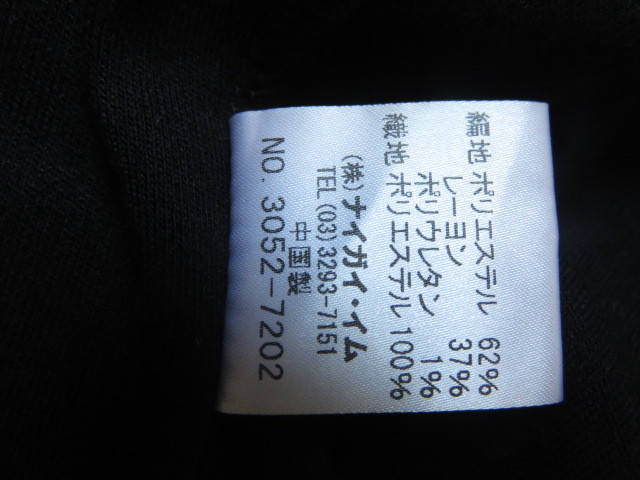 編地 ポリエステル 62%
レーヨン 37%
ポリウレタン 1%
織地 ポリエステル 100%
(株)ナイガイ・イム
TEL (03)3293-7151
中国製
NO. 3052-7202